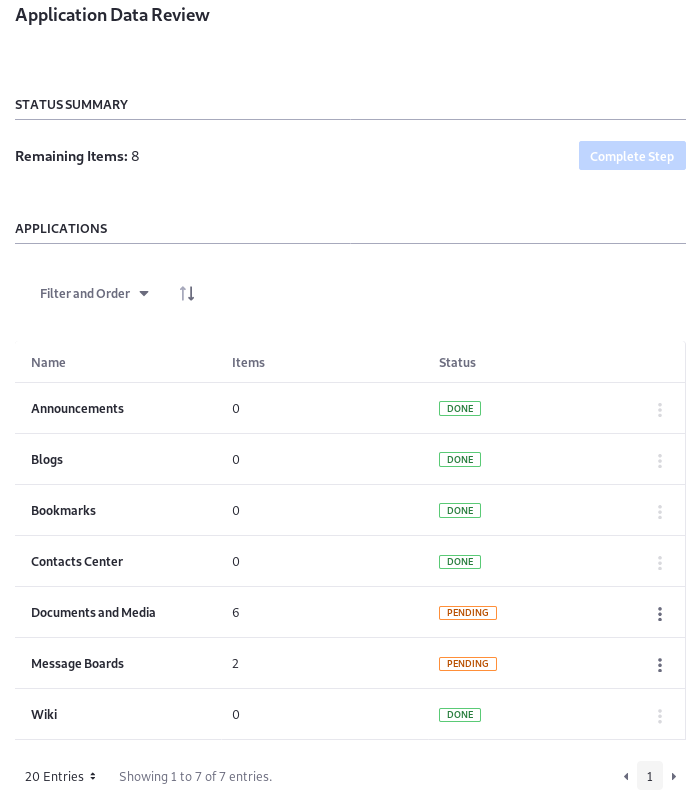 Application Data Review
STATUS SUMMARY
Remaining Items: 8
Complete Step
APPLICATIONS
Filter and Order
Name Items Status
Announcements 0 DONE
Blogs 0 DONE
Bookmarks 0 DONE
Contacts Center 0 DONE
Documents and Media 6 PENDING
Message Boards 2 PENDING
Wiki 0 DONE
20 Entries Showing 1 to 7 of 7 entries. 1